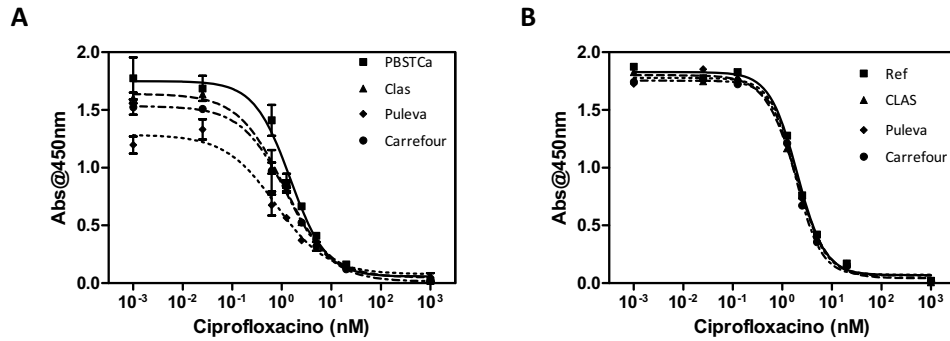 A
2.0
1.5
1.0
0.5
0.0
Abs@450nm
PBSTCa
Clas
Puleva
Carrefour
10-3 10-2 10-1 100 101 102 103
Ciprofloxacino (nM)
B
2.0
1.5
1.0
0.5
0.0
Abs@450nm
Ref
CLAS
Puleva
Carrefour
10-3 10-2 10-1 100 101 102 103
Ciprofloxacino (nM)